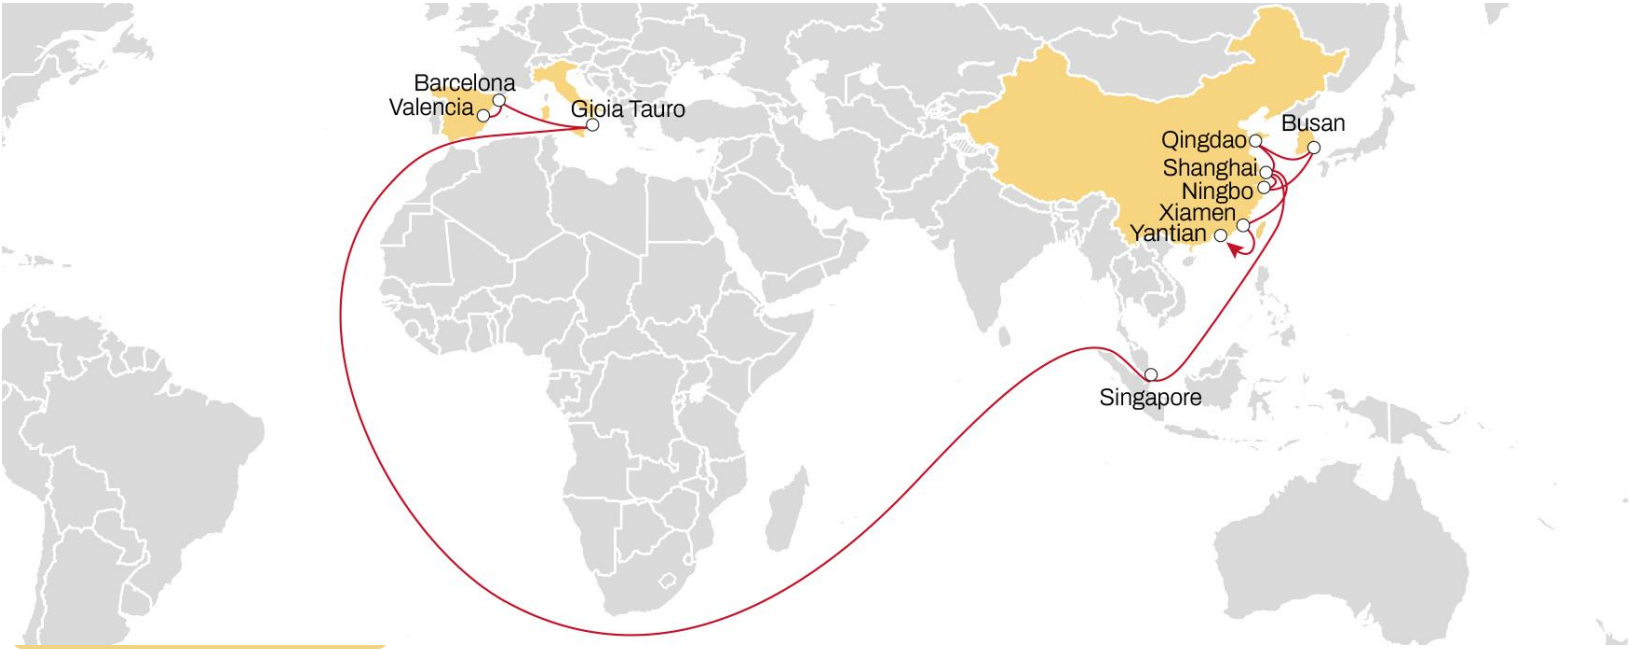 Barcelona
Valencia
Gioia Tauro
Busan
Qingdao
Shanghai
Ningbo
Xiamen
Yantian
Singapore